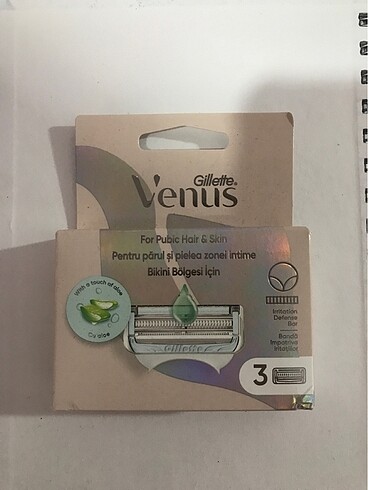 Gillette
Venus
For Pubic Hair & Skin
Pentru părul și pielea zonei intime
Bikini Bölgesi İçin
With a touch of aloe
Cu aloe
Gillette
Irritation
Defense
Bar
Bandă
Împotriva
Iritațiilor
3